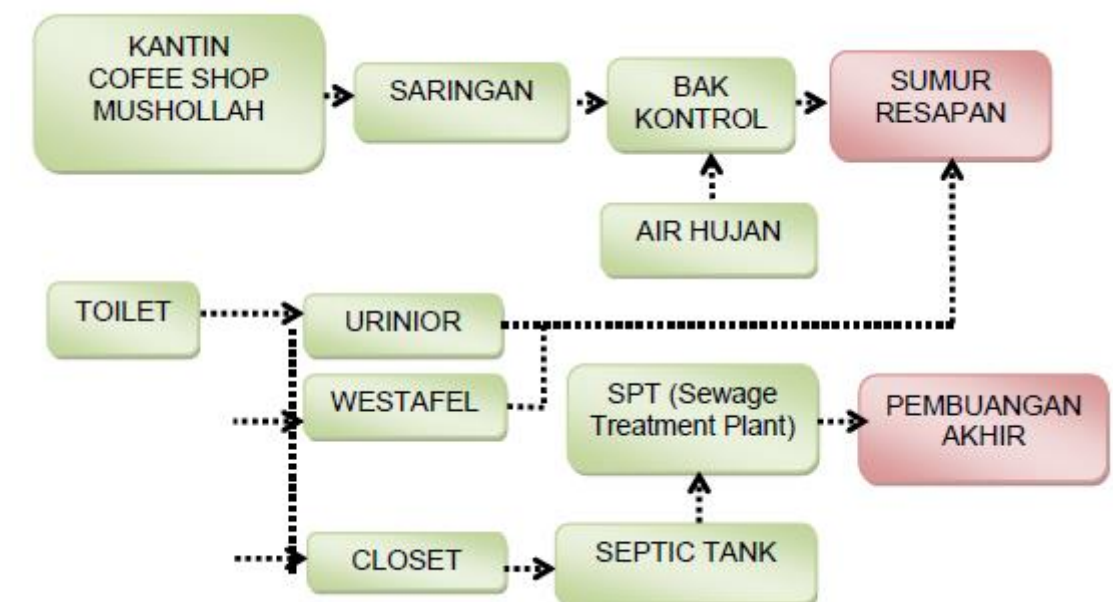 KANTIN
COFEE SHOP
MUSHOLLAH
SARINGAN
BAK
KONTROL
SUMUR
RESAPAN
AIR HUJAN
TOILET
URINIOR
WESTAFEL
SPT (Sewage
Treatment Plant)
PEMBUANGAN
AKHIR
CLOSET
SEPTIC TANK